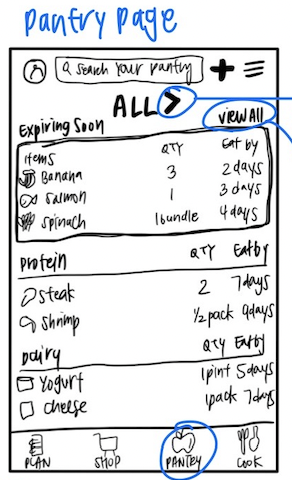 Pantry Page
Search Your Pantry
ALL >
Expiring Soon View All
items QTY Eat by
Banana 3 2 days
Salmon 1 3 days
Spinach 1 bundle 4 days
Protein QTY Eat by
Steak 2 7 days
Shrimp 1/2 pack 9 days
Dairy QTY Eat by
Yogurt 1 pint 5 days
Cheese 1 pack 7 days
PLAN SHOP PANTRY COOK